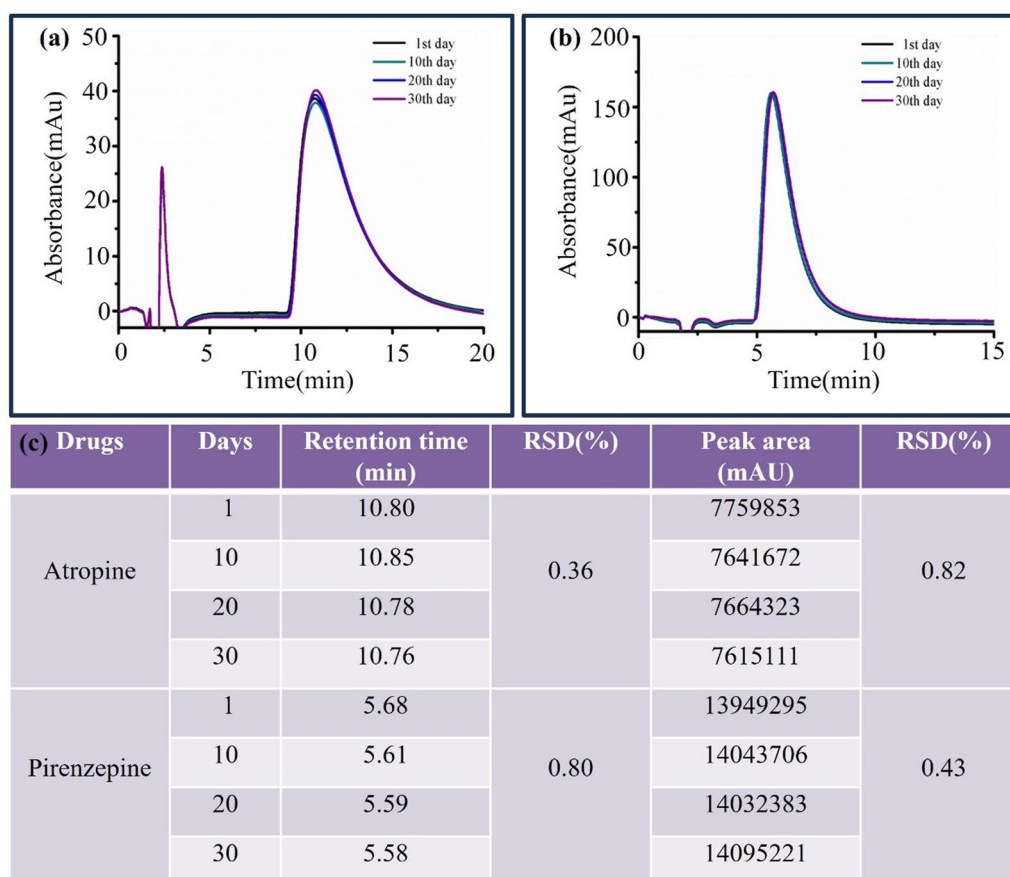 (a)
1st day
10th day
20th day
30th day
50
40
30
20
10
0
Absorbance(mAu)
0 5 10 15 20
Time(min)
(b)
1st day
10th day
20th day
30th day
200
150
100
50
0
Absorbance(mAu)
0 5 10 15
Time(min)
(c) Drugs Days Retention time (min) RSD(%) Peak area (mAU) RSD(%)
Atropine 1 10.80 0.36 7759853 0.82
10 10.85 7641672
20 10.78 7664323
30 10.76 7615111
Pirenzepine 1 5.68 0.80 13949295 0.43
10 5.61 14043706
20 5.59 14032383
30 5.58 14095221